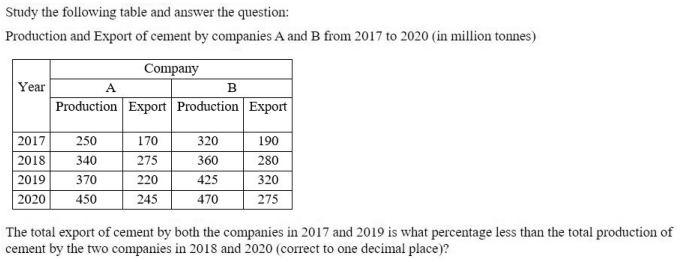 Study the following table and answer the question:
Production and Export of cement by companies A and B from 2017 to 2020 (in million tonnes)
Year Company
A B
Production Export Production Export
2017 250 170 320 190
2018 340 275 360 280
2019 370 220 425 320
2020 450 245 470 275
The total export of cement by both the companies in 2017 and 2019 is what percentage less than the total production of
cement by the two companies in 2018 and 2020 (correct to one decimal place)?